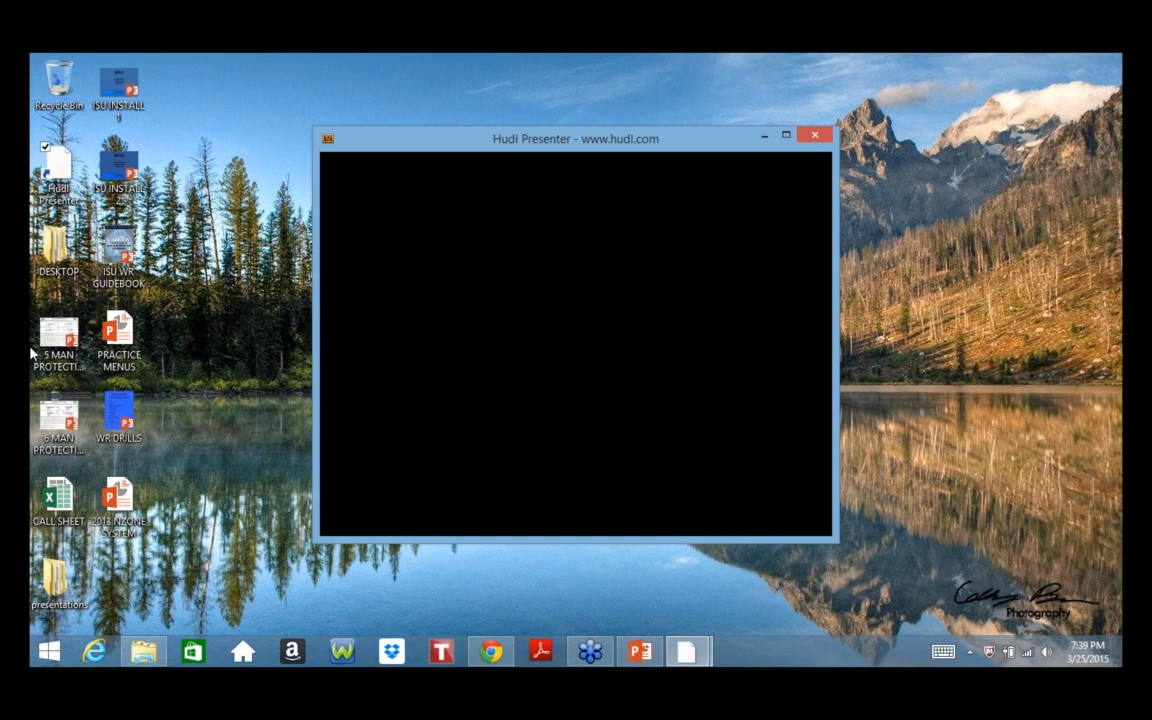 Recycle Bin
ISU INSTALL
1
Hudl Presenter - www.hudl.com
Hudl
Presenter
ISU INSTALL
2
DESKTOP
ISU WR
GUIDEBOOK
5 MAN
PROTECTI...
PRACTICE
MENUS
6 MAN
PROTECTI...
WR DRILLS
CALL SHEET
2013 NZONE
SYSTEM
presentations
Photography
7:39 PM
3/25/2015